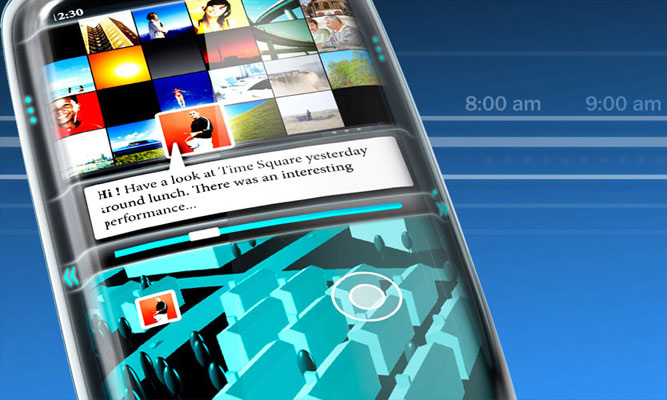 12:30
8:00 am
9:00 am
Hi ! Have a look at Time Square yesterday
around lunch. There was an interesting
performance...